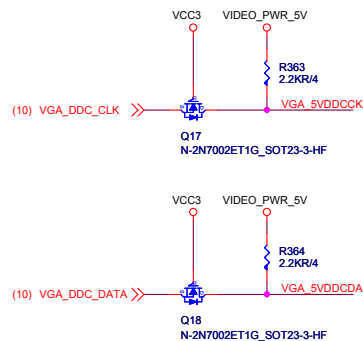 VCC3 VIDEO_PWR_5V
R363
2.2KR/4
(10) VGA_DDC_CLK VGA_5VDDCCK
Q17
N-2N7002ET1G_SOT23-3-HF
VCC3 VIDEO_PWR_5V
R364
2.2KR/4
(10) VGA_DDC_DATA VGA_5VDDCDA
Q18
N-2N7002ET1G_SOT23-3-HF